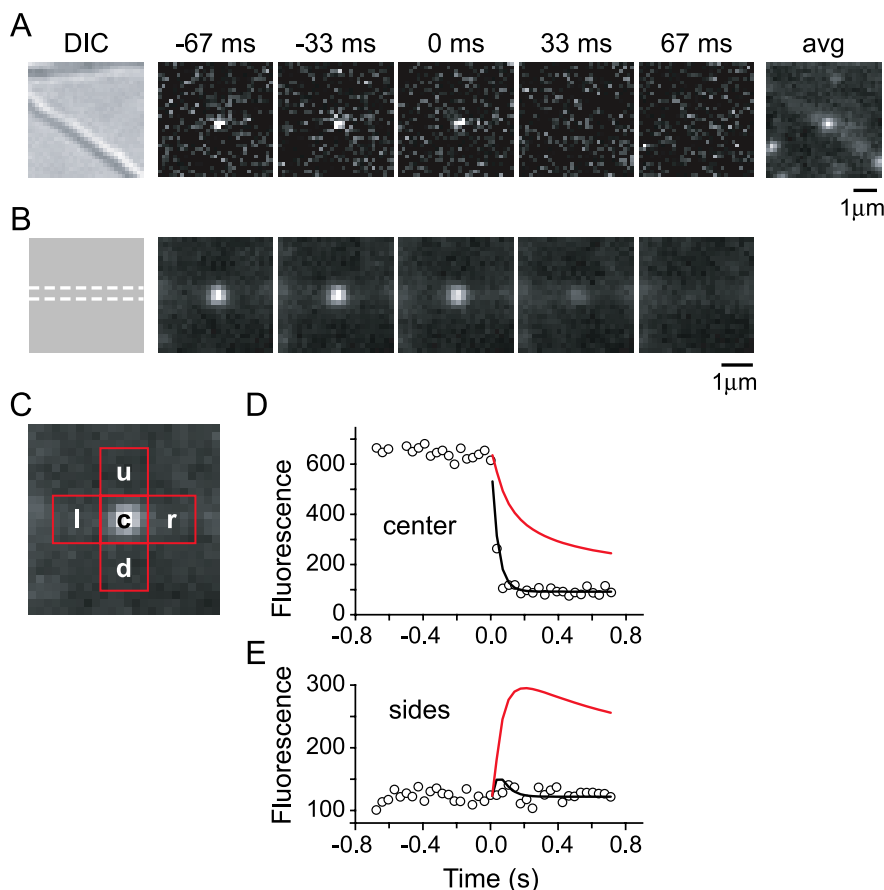 A
DIC -67 ms -33 ms 0 ms 33 ms 67 ms avg
1μm
B
1μm
C
u
l c r
d
D
Fluorescence
600
400
200
0
center
-0.8 -0.4 0.0 0.4 0.8
E
Fluorescence
300
200
100
sides
-0.8 -0.4 0.0 0.4 0.8
Time (s)